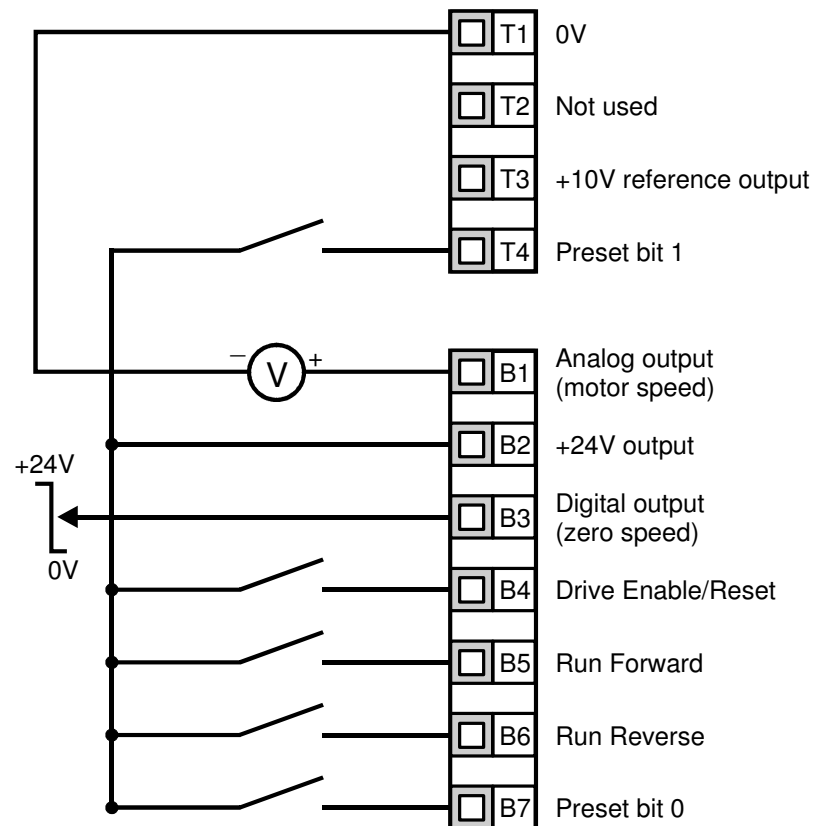 T1 0V
T2 Not used
T3 +10V reference output
T4 Preset bit 1
− V +
B1 Analog output
(motor speed)
B2 +24V output
+24V
B3 Digital output
(zero speed)
0V
B4 Drive Enable/Reset
B5 Run Forward
B6 Run Reverse
B7 Preset bit 0